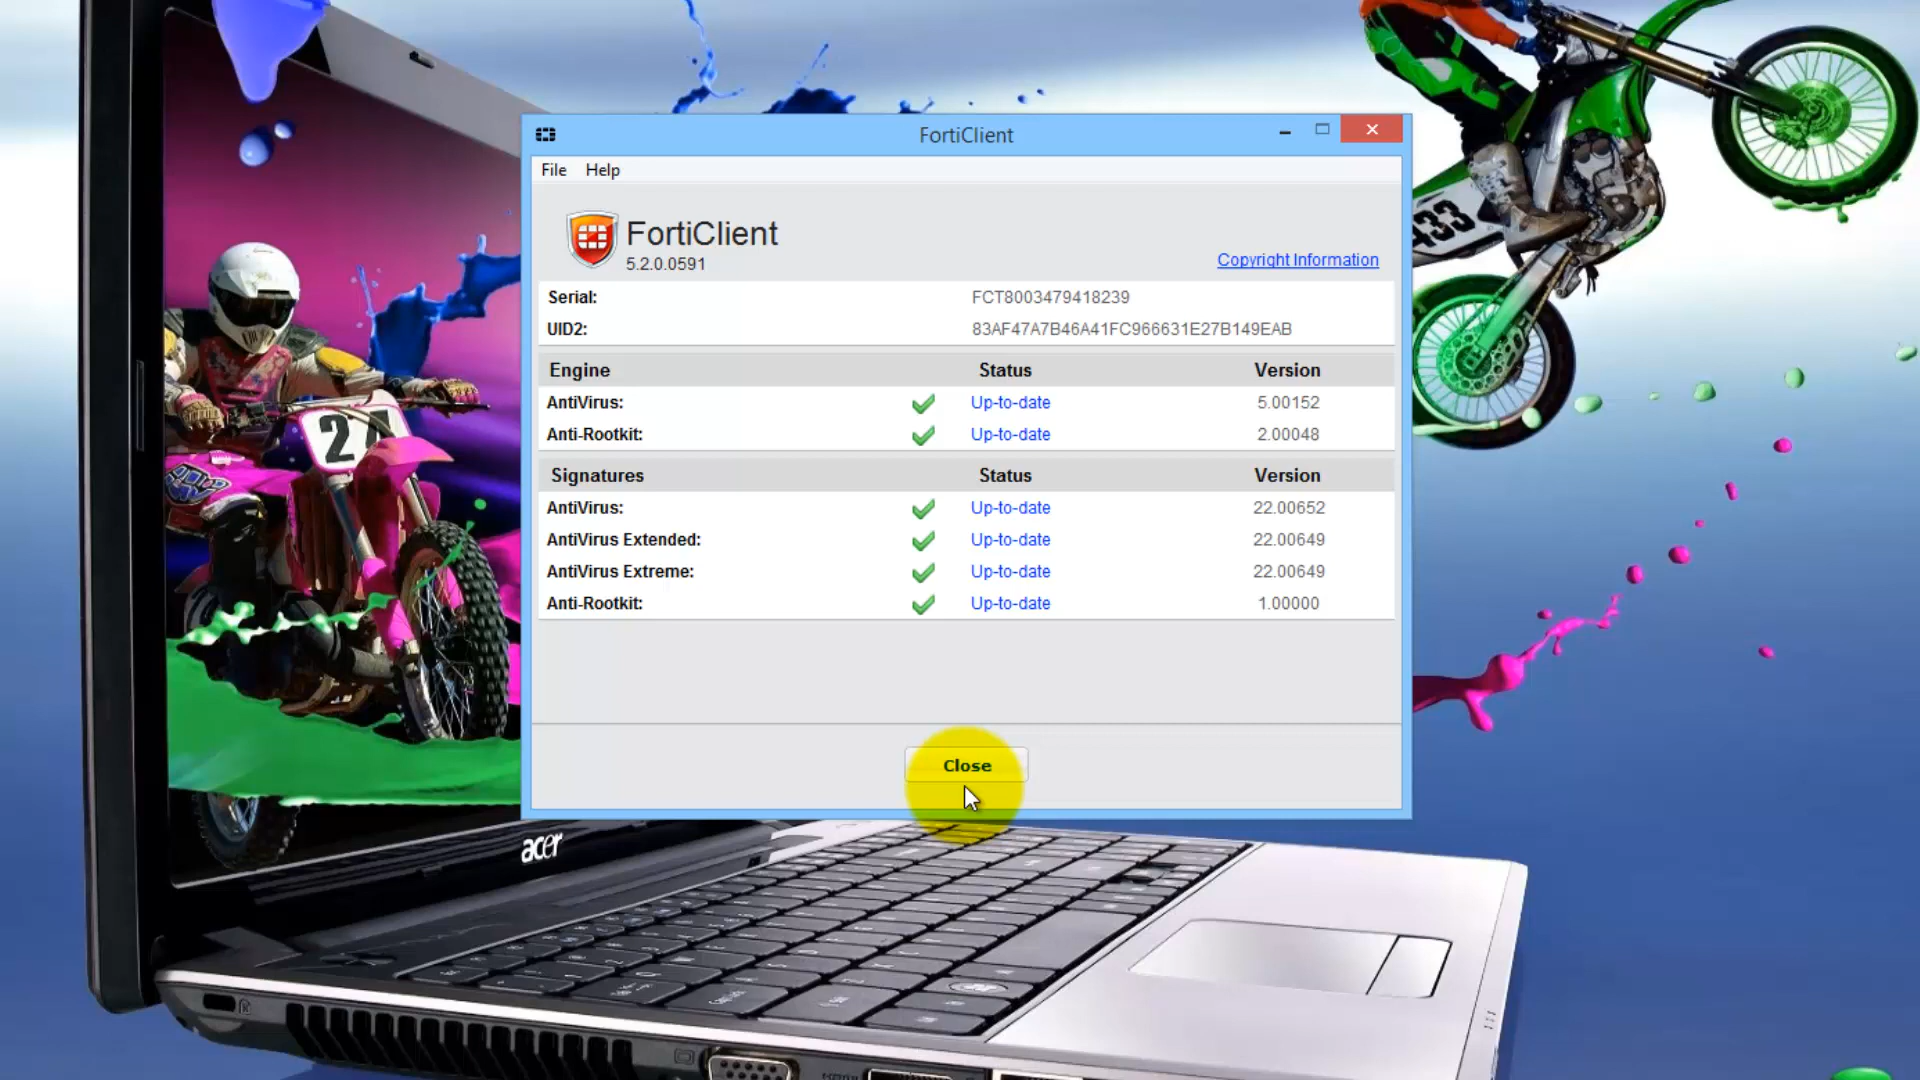 FortiClient
File Help
FortiClient
5.2.0.0591
Copyright Information
Serial: FCT8003479418239
UID2: 83AF47A7B46A41FC966631E27B149EAB
Engine Status Version
AntiVirus: Up-to-date 5.00152
Anti-Rootkit: Up-to-date 2.00048
Signatures Status Version
AntiVirus: Up-to-date 22.00652
AntiVirus Extended: Up-to-date 22.00649
AntiVirus Extreme: Up-to-date 22.00649
Anti-Rootkit: Up-to-date 1.00000
Close
433
acer